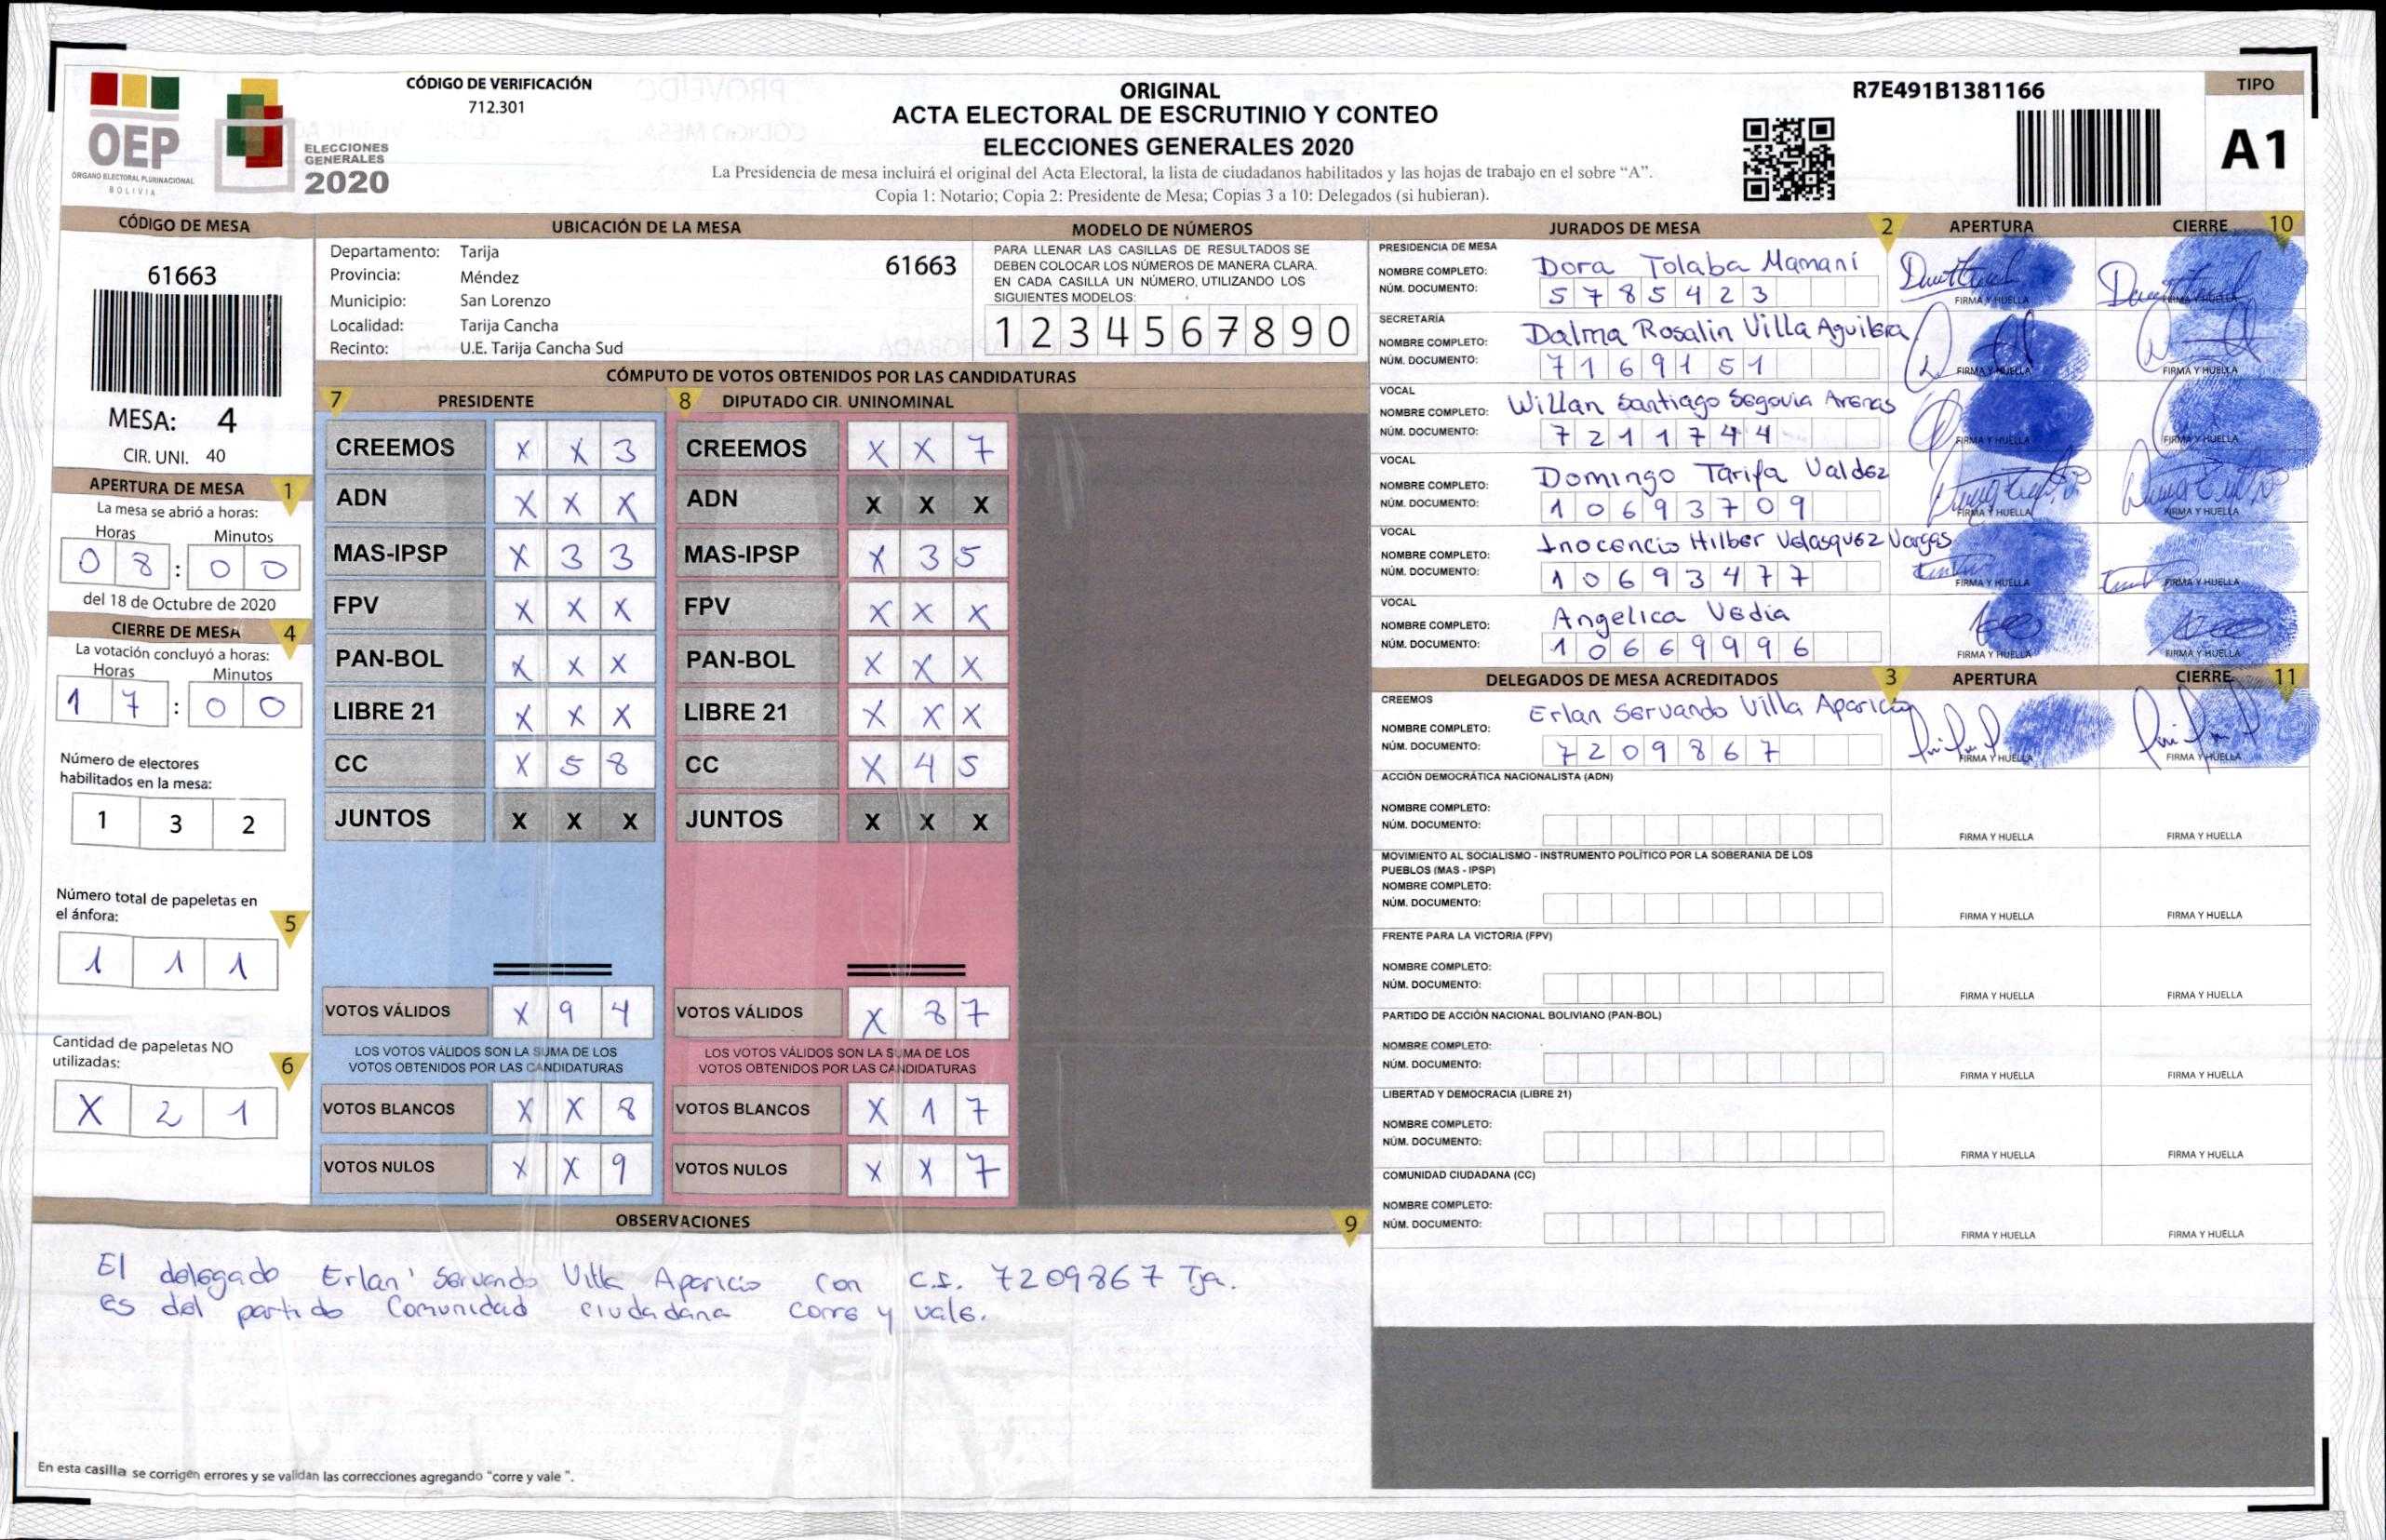 OEP
ÓRGANO ELECTORAL PLURINACIONAL
BOLIVIA
ELECCIONES
GENERALES
2020
CÓDIGO DE VERIFICACIÓN
712.301
ORIGINAL
ACTA ELECTORAL DE ESCRUTINIO Y CONTEO
ELECCIONES GENERALES 2020
La Presidencia de mesa incluirá el original del Acta Electoral, la lista de ciudadanos habilitados y las hojas de trabajo en el sobre “A”.
Copia 1: Notario; Copia 2: Presidente de Mesa; Copias 3 a 10: Delegados (si hubieran).
R7E491B1381166
TIPO
A1
CÓDIGO DE MESA
61663
MESA: 4
CIR. UNI. 40
APERTURA DE MESA 1
La mesa se abrió a horas:
Horas Minutos
0 8 : 0 0
del 18 de Octubre de 2020
CIERRE DE MESA 4
La votación concluyó a horas:
Horas Minutos
1 7 : 0 0
Número de electores
habilitados en la mesa:
1 3 2
Número total de papeletas en
el ánfora:
5
1 1 1
Cantidad de papeletas NO
utilizadas:
6
X 2 1
UBICACIÓN DE LA MESA
Departamento: Tarija
61663
Provincia: Méndez
Municipio: San Lorenzo
Localidad: Tarija Cancha
Recinto: U.E. Tarija Cancha Sud
MODELO DE NÚMEROS
PARA LLENAR LAS CASILLAS DE RESULTADOS SE
DEBEN COLOCAR LOS NÚMEROS DE MANERA CLARA.
EN CADA CASILLA UN NÚMERO, UTILIZANDO LOS
SIGUIENTES MODELOS:
1 2 3 4 5 6 7 8 9 0
CÓMPUTO DE VOTOS OBTENIDOS POR LAS CANDIDATURAS
7 PRESIDENTE
CREEMOS X X 3
ADN X X X
MAS-IPSP X 3 3
FPV X X X
PAN-BOL X X X
LIBRE 21 X X X
CC X 5 8
JUNTOS X X X
VOTOS VÁLIDOS X 9 4
LOS VOTOS VÁLIDOS SON LA SUMA DE LOS
VOTOS OBTENIDOS POR LAS CANDIDATURAS
VOTOS BLANCOS X X 8
VOTOS NULOS X X 9
8 DIPUTADO CIR. UNINOMINAL
CREEMOS X X 7
ADN X X X
MAS-IPSP X 3 5
FPV X X X
PAN-BOL X X X
LIBRE 21 X X X
CC X 4 5
JUNTOS X X X
VOTOS VÁLIDOS X 8 7
LOS VOTOS VÁLIDOS SON LA SUMA DE LOS
VOTOS OBTENIDOS POR LAS CANDIDATURAS
VOTOS BLANCOS X 1 7
VOTOS NULOS X X 7
JURADOS DE MESA 2 APERTURA CIERRE 10
PRESIDENCIA DE MESA
NOMBRE COMPLETO: Dora Tolaba Mamani
NÚM. DOCUMENTO: 5 7 8 5 4 2 3
FIRMA Y HUELLA FIRMA Y HUELLA
SECRETARÍA
NOMBRE COMPLETO: Dalma Rosalin Villa Aguilera
NÚM. DOCUMENTO: 7 1 6 9 1 5 1
FIRMA Y HUELLA FIRMA Y HUELLA
VOCAL
NOMBRE COMPLETO: Willan Santiago Segovia Arenas
NÚM. DOCUMENTO: 7 2 1 1 7 4 4
FIRMA Y HUELLA FIRMA Y HUELLA
VOCAL
NOMBRE COMPLETO: Domingo Tarifa Valdez
NÚM. DOCUMENTO: 1 0 6 9 3 7 0 9
FIRMA Y HUELLA FIRMA Y HUELLA
VOCAL
NOMBRE COMPLETO: Inocencio Hilber Velasquez Vargas
NÚM. DOCUMENTO: 1 0 6 9 3 4 7 7
FIRMA Y HUELLA FIRMA Y HUELLA
VOCAL
NOMBRE COMPLETO: Angelica Vedia
NÚM. DOCUMENTO: 1 0 6 6 9 9 9 6
FIRMA Y HUELLA FIRMA Y HUELLA
DELEGADOS DE MESA ACREDITADOS 3 APERTURA CIERRE 11
CREEMOS
NOMBRE COMPLETO: Erlan Servando Villa Aparicio
NÚM. DOCUMENTO: 7 2 0 9 8 6 7
FIRMA Y HUELLA FIRMA Y HUELLA
ACCIÓN DEMOCRÁTICA NACIONALISTA (ADN)
NOMBRE COMPLETO:
NÚM. DOCUMENTO:
FIRMA Y HUELLA FIRMA Y HUELLA
MOVIMIENTO AL SOCIALISMO - INSTRUMENTO POLÍTICO POR LA SOBERANIA DE LOS
PUEBLOS (MAS - IPSP)
NOMBRE COMPLETO:
NÚM. DOCUMENTO:
FIRMA Y HUELLA FIRMA Y HUELLA
FRENTE PARA LA VICTORIA (FPV)
NOMBRE COMPLETO:
NÚM. DOCUMENTO:
FIRMA Y HUELLA FIRMA Y HUELLA
PARTIDO DE ACCIÓN NACIONAL BOLIVIANO (PAN-BOL)
NOMBRE COMPLETO:
NÚM. DOCUMENTO:
FIRMA Y HUELLA FIRMA Y HUELLA
LIBERTAD Y DEMOCRACIA (LIBRE 21)
NOMBRE COMPLETO:
NÚM. DOCUMENTO:
FIRMA Y HUELLA FIRMA Y HUELLA
COMUNIDAD CIUDADANA (CC)
NOMBRE COMPLETO:
NÚM. DOCUMENTO:
FIRMA Y HUELLA FIRMA Y HUELLA
OBSERVACIONES 9
El delegado Erlan Servando Villa Aparicio con C.I. 7209867 Tja.
es del partido Comunidad ciudadana corre y vale.
En esta casilla se corrigen errores y se validan las correcciones agregando "corre y vale ".